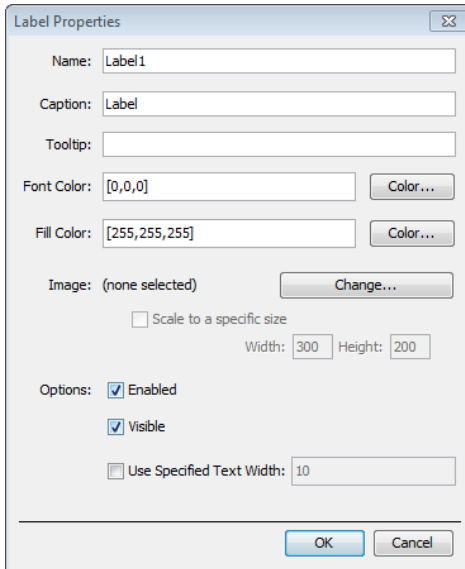 Label Properties
Name: Label1
Caption: Label
Tooltip:
Font Color: [0,0,0] Color...
Fill Color: [255,255,255] Color...
Image: (none selected) Change...
Scale to a specific size
Width: 300 Height: 200
Options: Enabled
Visible
Use Specified Text Width: 10
OK Cancel